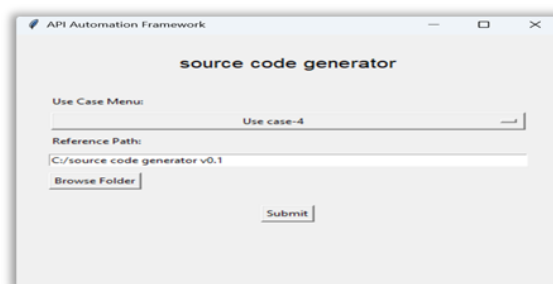 API Automation Framework
source code generator
Use Case Menu:
Use case-4
Reference Path:
C:/source code generator v0.1
Browse Folder
Submit